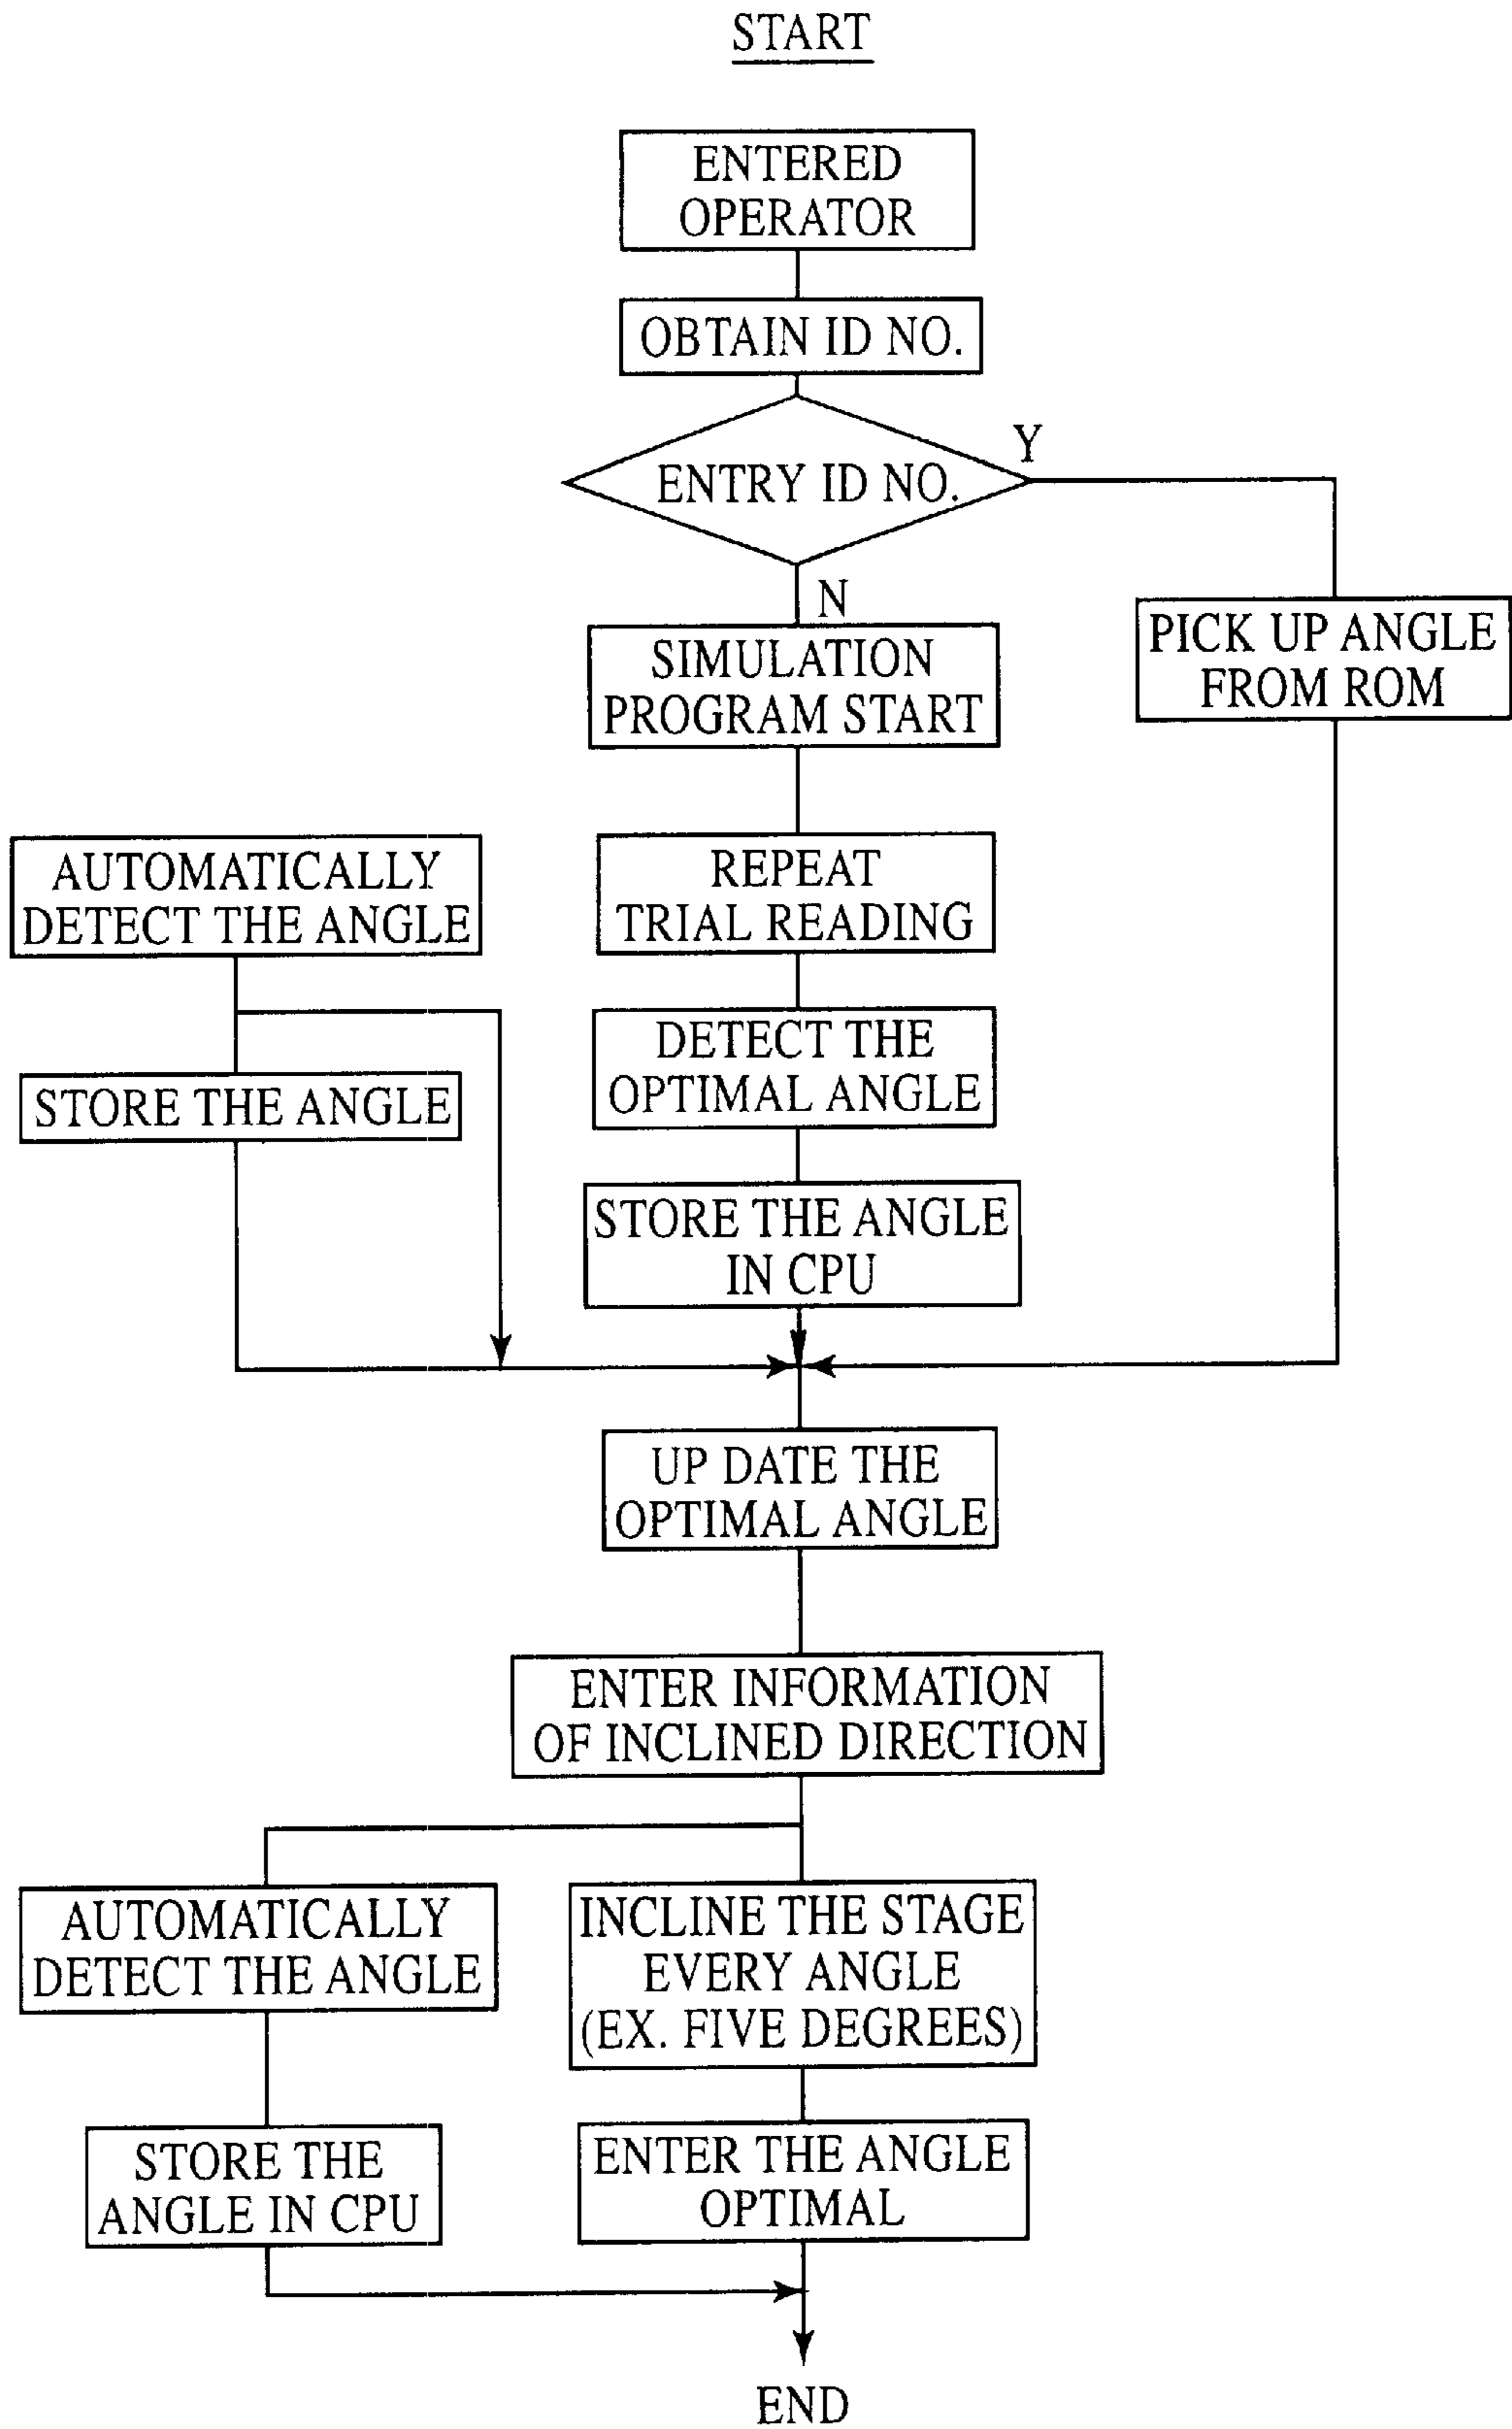 START
ENTERED
OPERATOR
OBTAIN ID NO.
ENTRY ID NO.
Y
N
SIMULATION
PROGRAM START
PICK UP ANGLE
FROM ROM
AUTOMATICALLY
DETECT THE ANGLE
REPEAT
TRIAL READING
STORE THE ANGLE
DETECT THE
OPTIMAL ANGLE
STORE THE ANGLE
IN CPU
UP DATE THE
OPTIMAL ANGLE
ENTER INFORMATION
OF INCLINED DIRECTION
AUTOMATICALLY
DETECT THE ANGLE
INCLINE THE STAGE
EVERY ANGLE
(EX. FIVE DEGREES)
STORE THE
ANGLE IN CPU
ENTER THE ANGLE
OPTIMAL
END